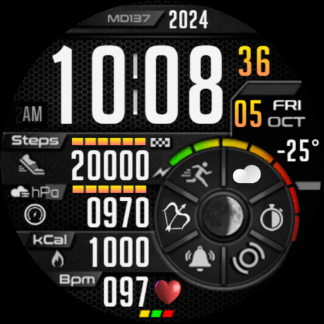 MD137 2024
10:08 36
AM 05 FRI
OCT
Steps
20000 -25°
hPa 0970
kCal 1000
Bpm 097